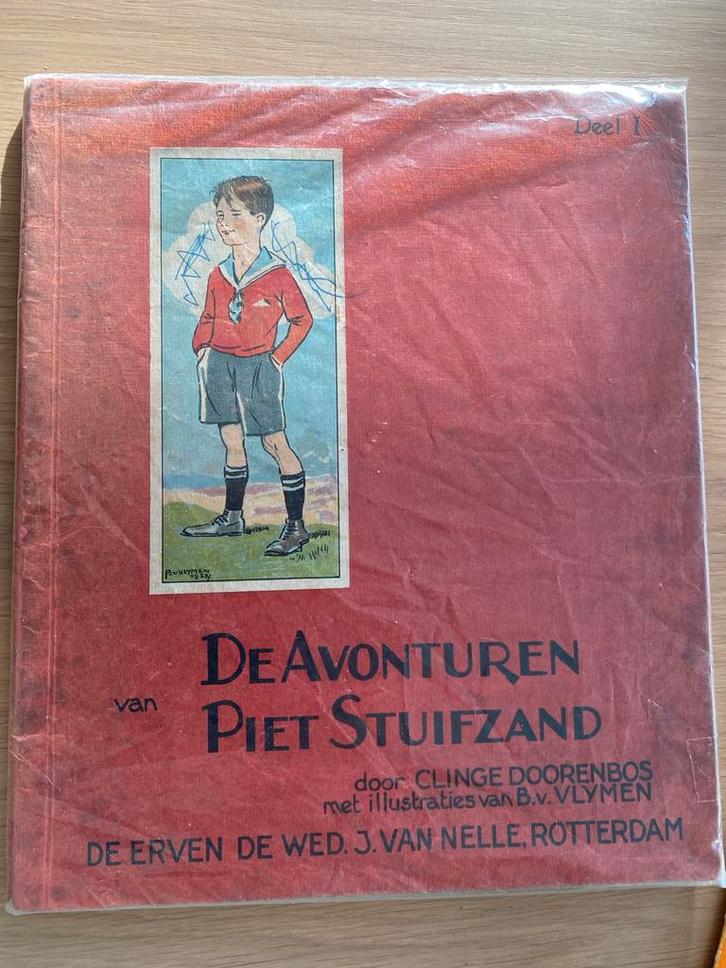 Deel I
B.v.VLYMEN
DE AVONTUREN
van
PIET STUIFZAND
door CLINGE DOORENBOS
met illustraties van B.v. VLYMEN
DE ERVEN DE WED. J. VAN NELLE, ROTTERDAM